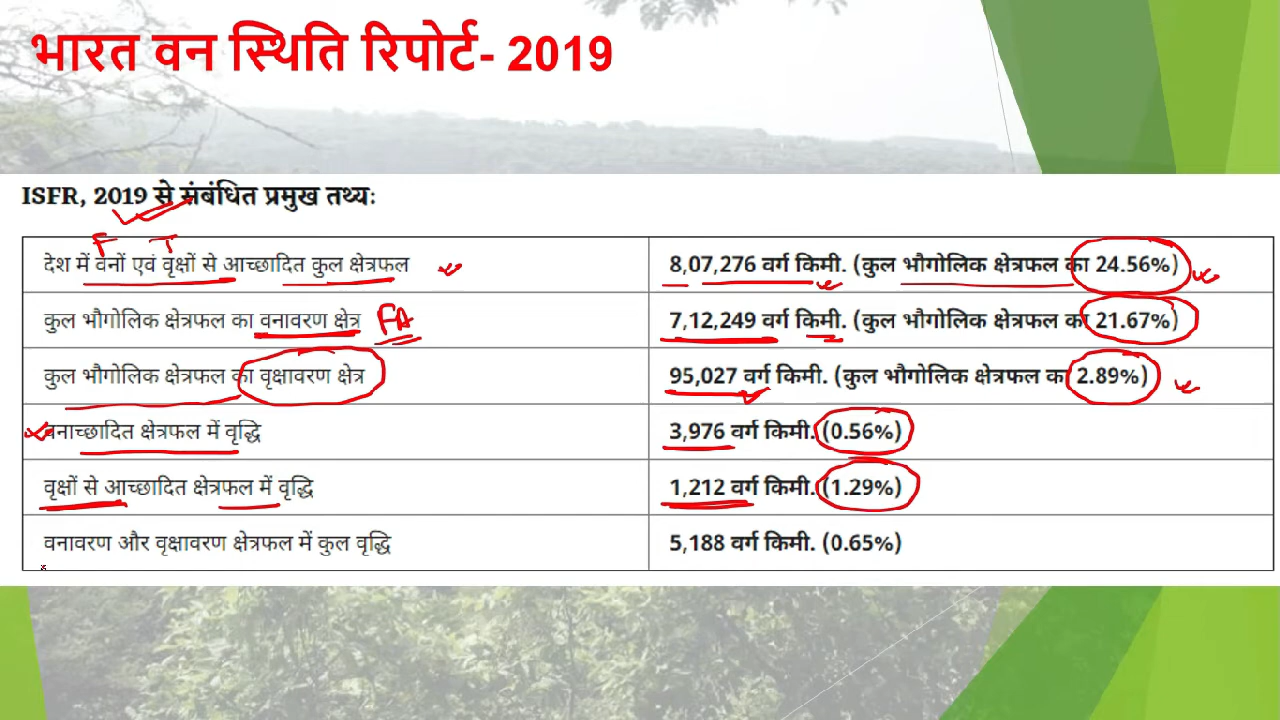 भारत वन स्थिति रिपोर्ट- 2019
ISFR, 2019 से संबंधित प्रमुख तथ्य:
F T
देश में वनों एवं वृक्षों से आच्छादित कुल क्षेत्रफल 8,07,276 वर्ग किमी. (कुल भौगोलिक क्षेत्रफल का 24.56%)
कुल भौगोलिक क्षेत्रफल का वनावरण क्षेत्र FA 7,12,249 वर्ग किमी. (कुल भौगोलिक क्षेत्रफल का 21.67%)
कुल भौगोलिक क्षेत्रफल का वृक्षावरण क्षेत्र 95,027 वर्ग किमी. (कुल भौगोलिक क्षेत्रफल का 2.89%)
वनाच्छादित क्षेत्रफल में वृद्धि 3,976 वर्ग किमी. (0.56%)
वृक्षों से आच्छादित क्षेत्रफल में वृद्धि 1,212 वर्ग किमी. (1.29%)
वनावरण और वृक्षावरण क्षेत्रफल में कुल वृद्धि 5,188 वर्ग किमी. (0.65%)